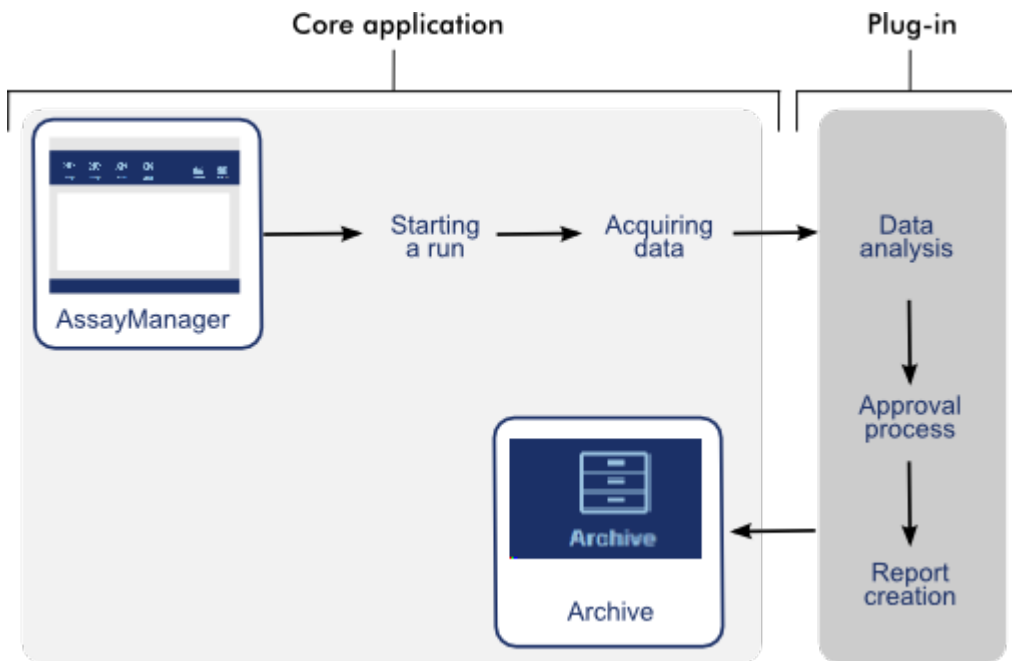 Core application
Plug-in
AssayManager
Starting
a run
Acquiring
data
Data
analysis
Approval
process
Report
creation
Archive
Archive